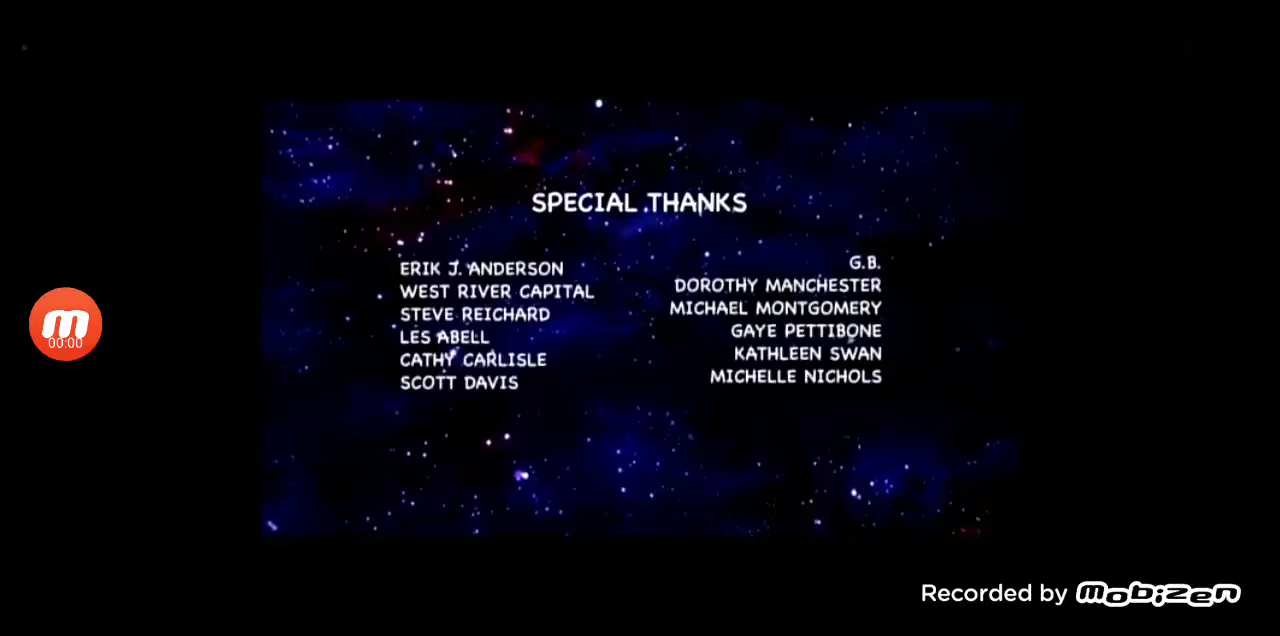 SPECIAL THANKS
ERIK J. ANDERSON
WEST RIVER CAPITAL
STEVE REICHARD
LES ABELL
CATHY CARLISLE
SCOTT DAVIS
G.B.
DOROTHY MANCHESTER
MICHAEL MONTGOMERY
GAYE PETTIBONE
KATHLEEN SWAN
MICHELLE NICHOLS
00:00
Recorded by mobizen